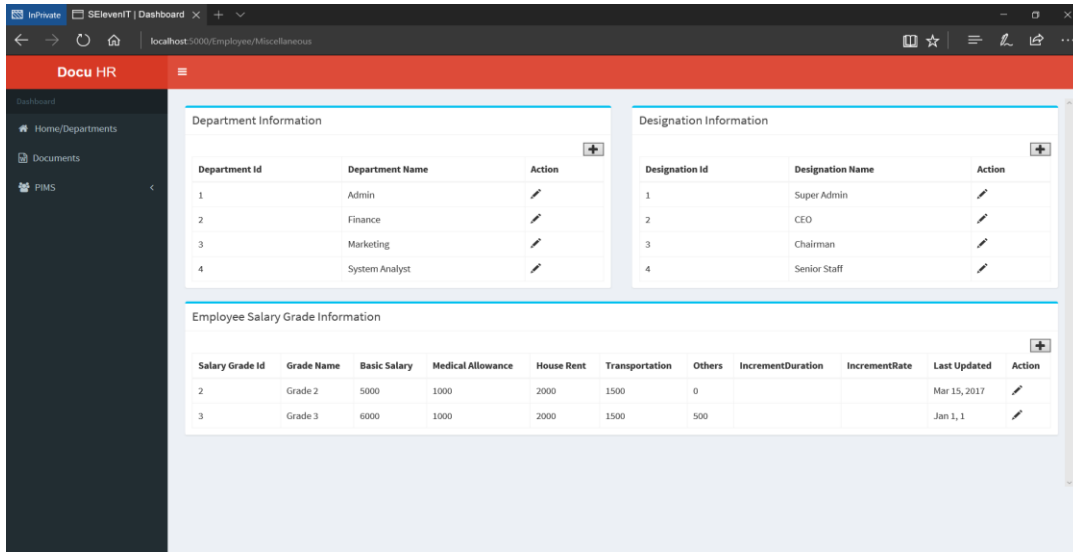 InPrivate SElevenIT | Dashboard
localhost:5000/Employee/Miscellaneous
Docu HR
Dashboard
Home/Departments
Documents
PIMS
Department Information
Department Id Department Name Action
1 Admin
2 Finance
3 Marketing
4 System Analyst
Designation Information
Designation Id Designation Name Action
1 Super Admin
2 CEO
3 Chairman
4 Senior Staff
Employee Salary Grade Information
Salary Grade Id Grade Name Basic Salary Medical Allowance House Rent Transportation Others IncrementDuration IncrementRate Last Updated Action
2 Grade 2 5000 1000 2000 1500 0 Mar 15, 2017
3 Grade 3 6000 1000 2000 1500 500 Jan 1, 1